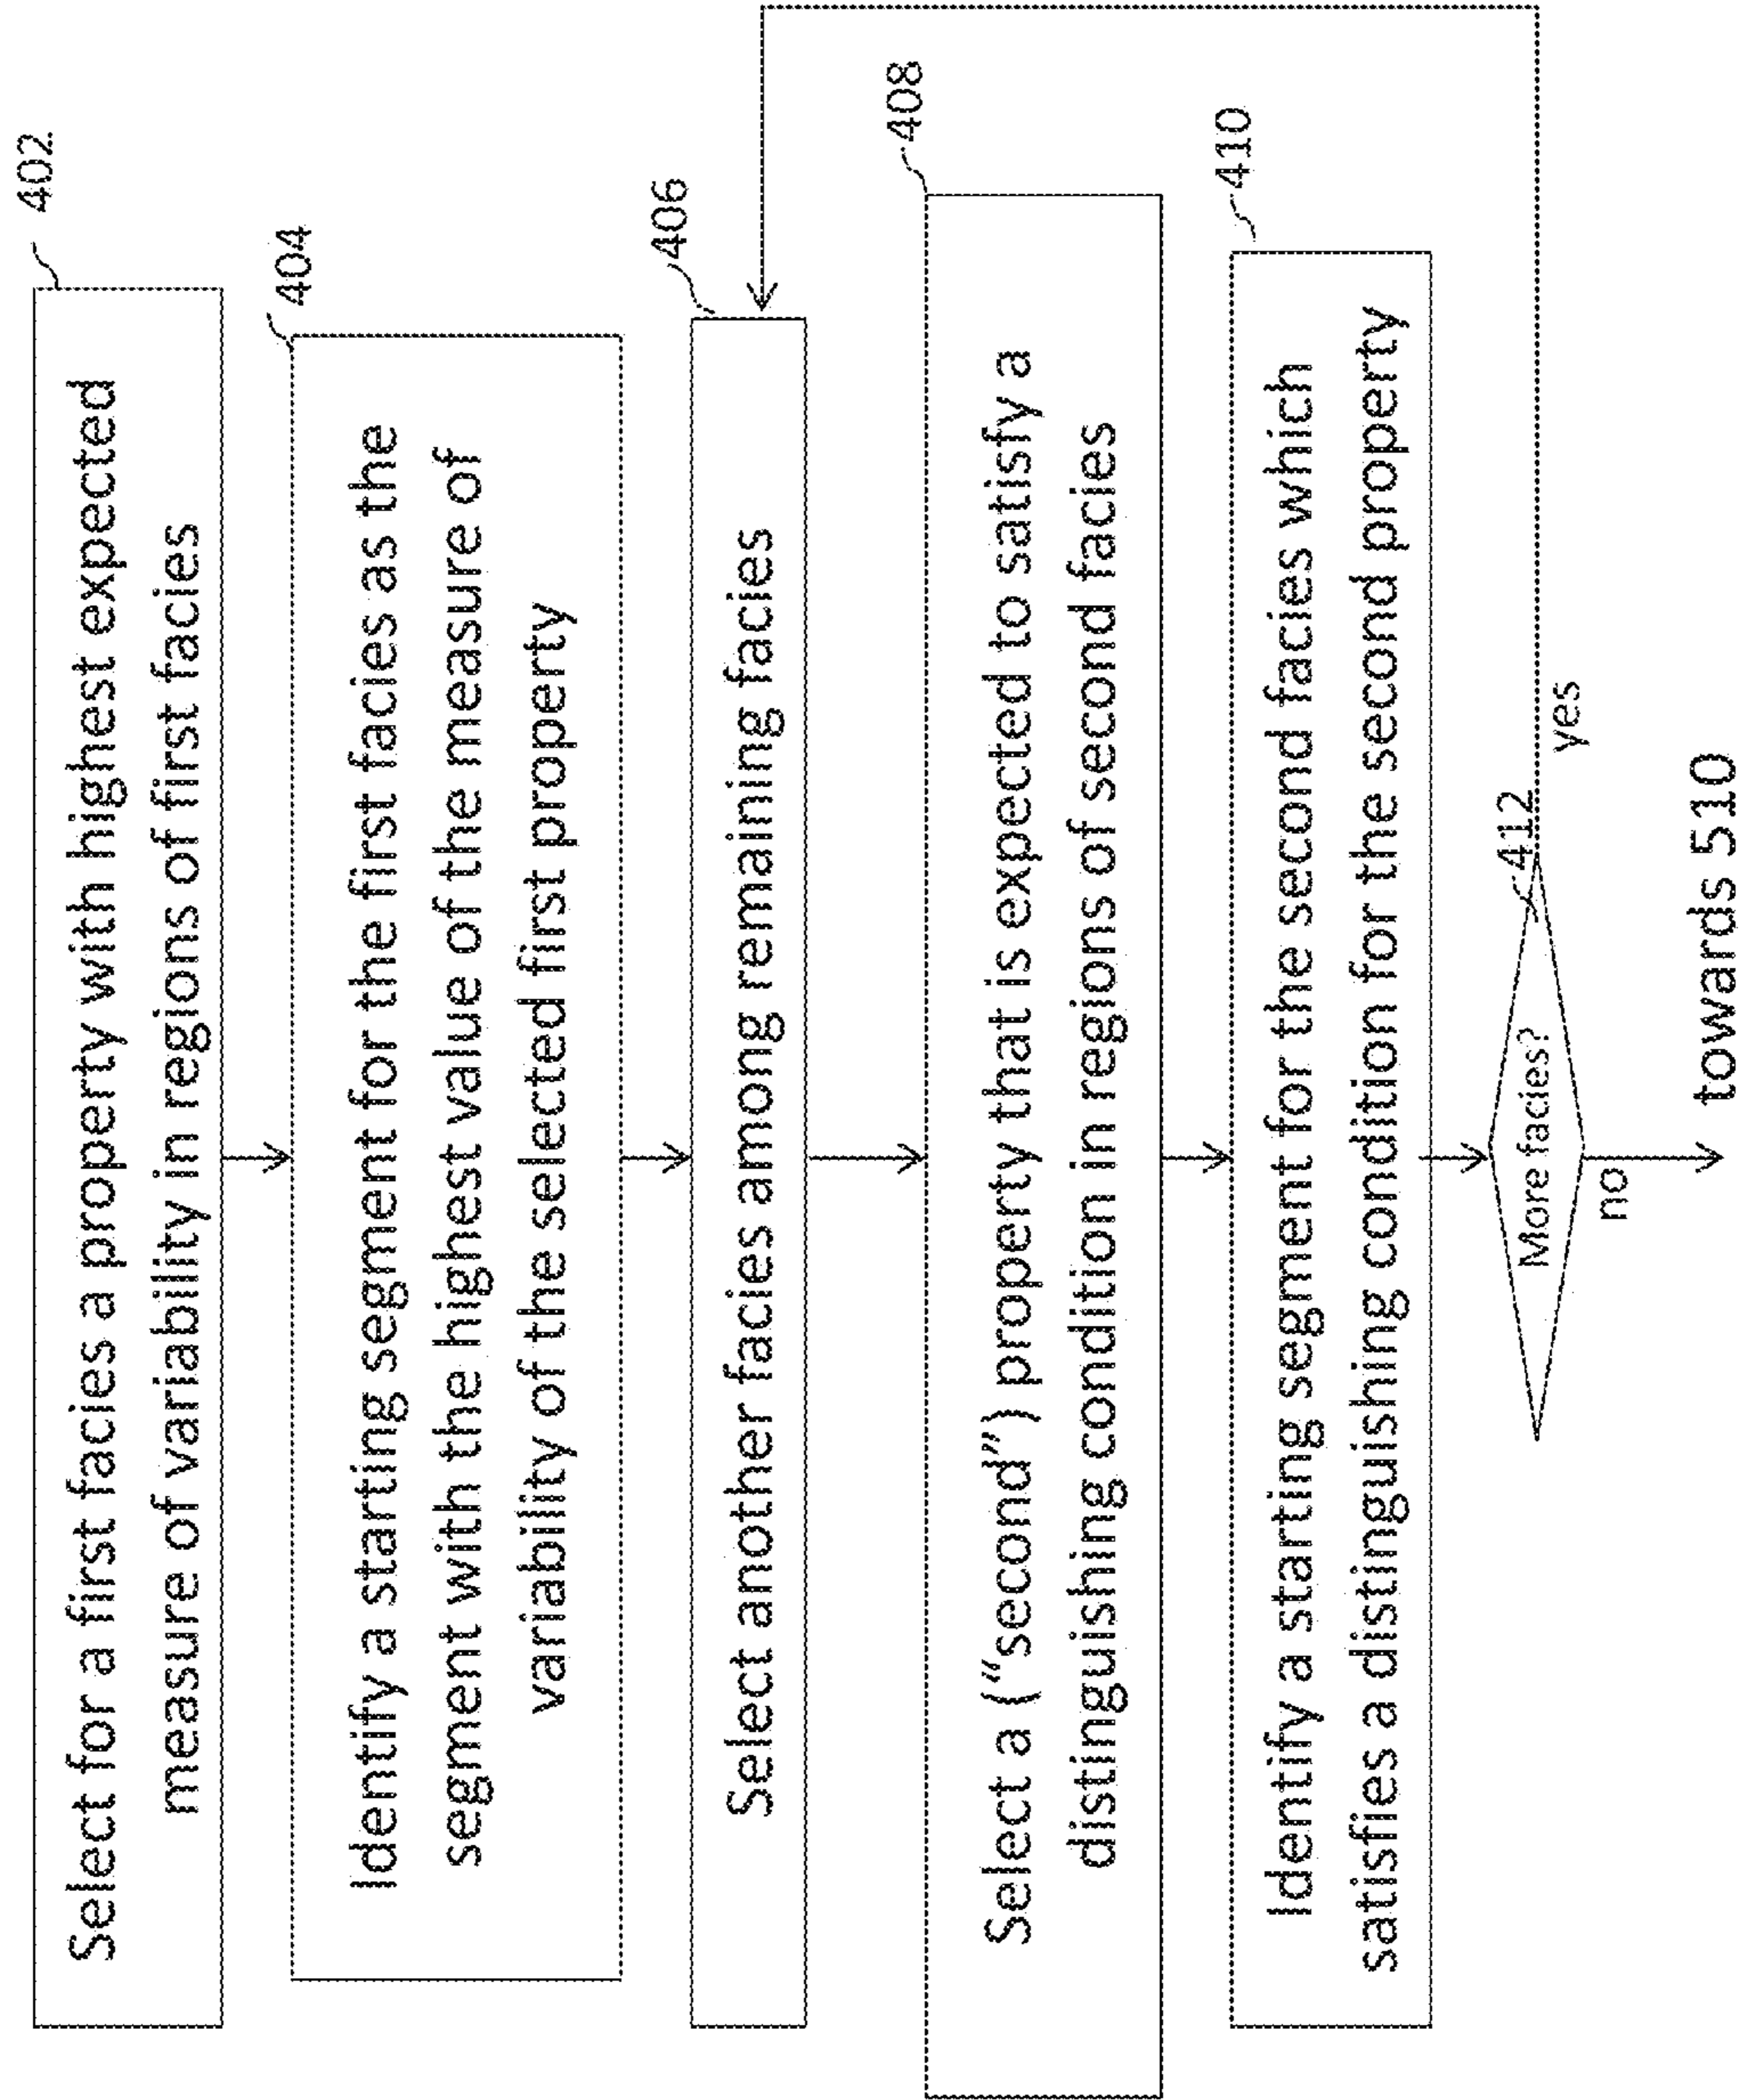 402
Select for a first facies a property with highest expected
measure of variability in regions of first facies
404
Identify a starting segment for the first facies as the
segment with the highest value of the measure of
variability of the selected first property
406
Select another facies among remaining facies
408
Select a (“second”) property that is expected to satisfy a
distinguishing condition in regions of second facies
410
Identify a starting segment for the second facies which
satisfies a distinguishing condition for the second property
412
More facies?
yes
no
towards 510